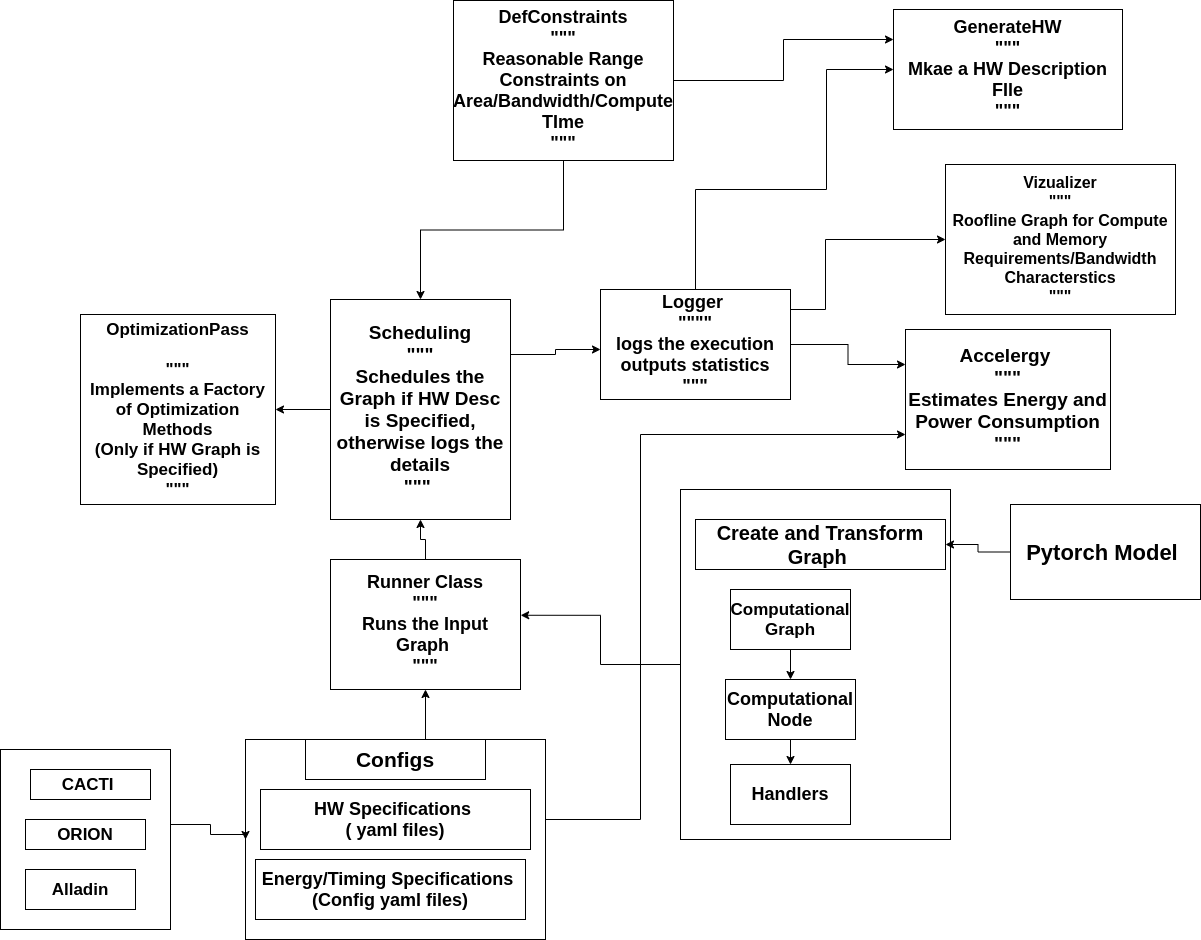 DefConstraints
"""
Reasonable Range
Constraints on
Area/Bandwidth/Compute
TIme
"""
GenerateHW
"""
Mkae a HW Description
FIle
"""
Vizualizer
"""
Roofline Graph for Compute
and Memory
Requirements/Bandwidth
Characterstics
"""
OptimizationPass
"""
Implements a Factory
of Optimization
Methods
(Only if HW Graph is
Specified)
"""
Scheduling
"""
Schedules the
Graph if HW Desc
is Specified,
otherwise logs the
details
"""
Logger
""""
logs the execution
outputs statistics
"""
Accelergy
"""
Estimates Energy and
Power Consumption
"""
Runner Class
"""
Runs the Input
Graph
"""
Create and Transform
Graph
Computational
Graph
Computational
Node
Handlers
Pytorch Model
CACTI
ORION
Alladin
Configs
HW Specifications
( yaml files)
Energy/Timing Specifications
(Config yaml files)